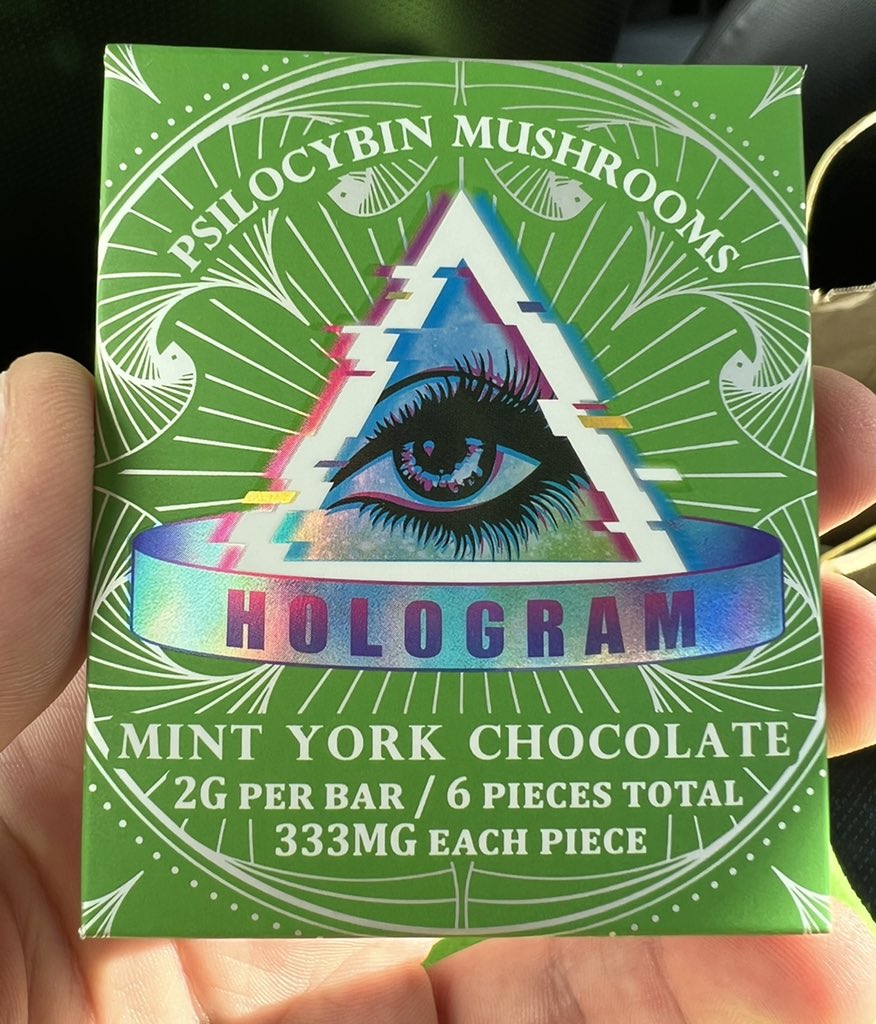 PSILOCYBIN MUSHROOMS
HOLOGRAM
MINT YORK CHOCOLATE
2G PER BAR / 6 PIECES TOTAL
333MG EACH PIECE